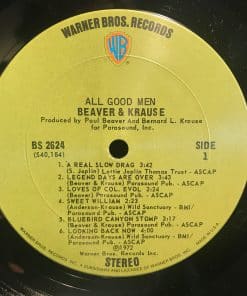 WARNER BROS. RECORDS
WB
ALL GOOD MEN
BEAVER & KRAUSE
Produced by Paul Beaver and Bernard L. Krause
for Parasound, Inc.
BS 2624
(S40,164)
SIDE
1
1. A REAL SLOW DRAG 3:42
(S. Joplin) Lottie Joplin Thomas Trust - ASCAP
2. LEGEND DAYS ARE OVER 3:43
(Beaver & Krause) Parasound Pub. - ASCAP
3. LOVES OF COL. EVOL 3:23
(Beaver & Krause) Parasound Pub. - ASCAP
4. SWEET WILLIAM 2:23
(Anderson-Krause) Wild Sanctuary - BMI/
Parasound Pub. - ASCAP
5. BLUEBIRD CANYON STOMP 2:17
(Beaver & Krause) Parasound Pub. - ASCAP
6. LOOKING BACK NOW 4:00
(Anderson-Krause) Wild Sanctuary - BMI/
Parasound Pub. - ASCAP
℗1972
Warner Bros. Records Inc.
STEREO